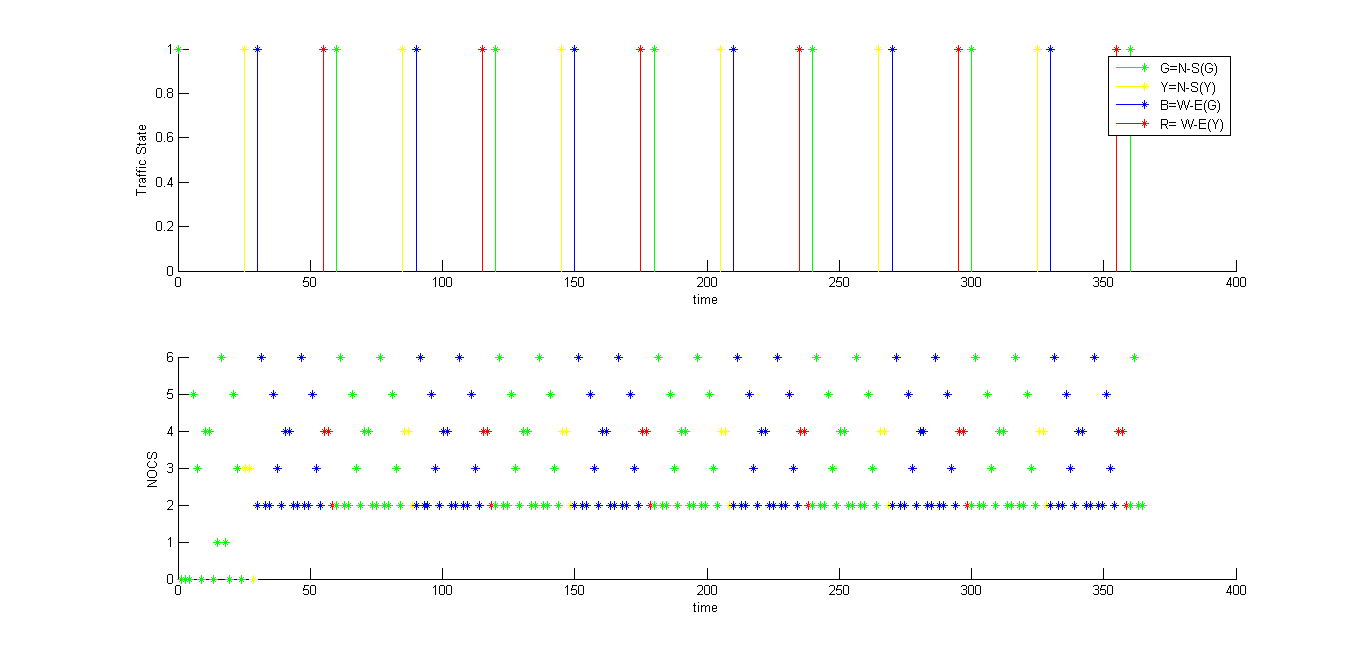 1
0.8
0.6
0.4
0.2
0
Traffic State
0 50 100 150 200 250 300 350 400
time
G=N-S(G)
Y=N-S(Y)
B=W-E(G)
R= W-E(Y)
6
5
4
3
2
1
0
NOCS
0 50 100 150 200 250 300 350 400
time